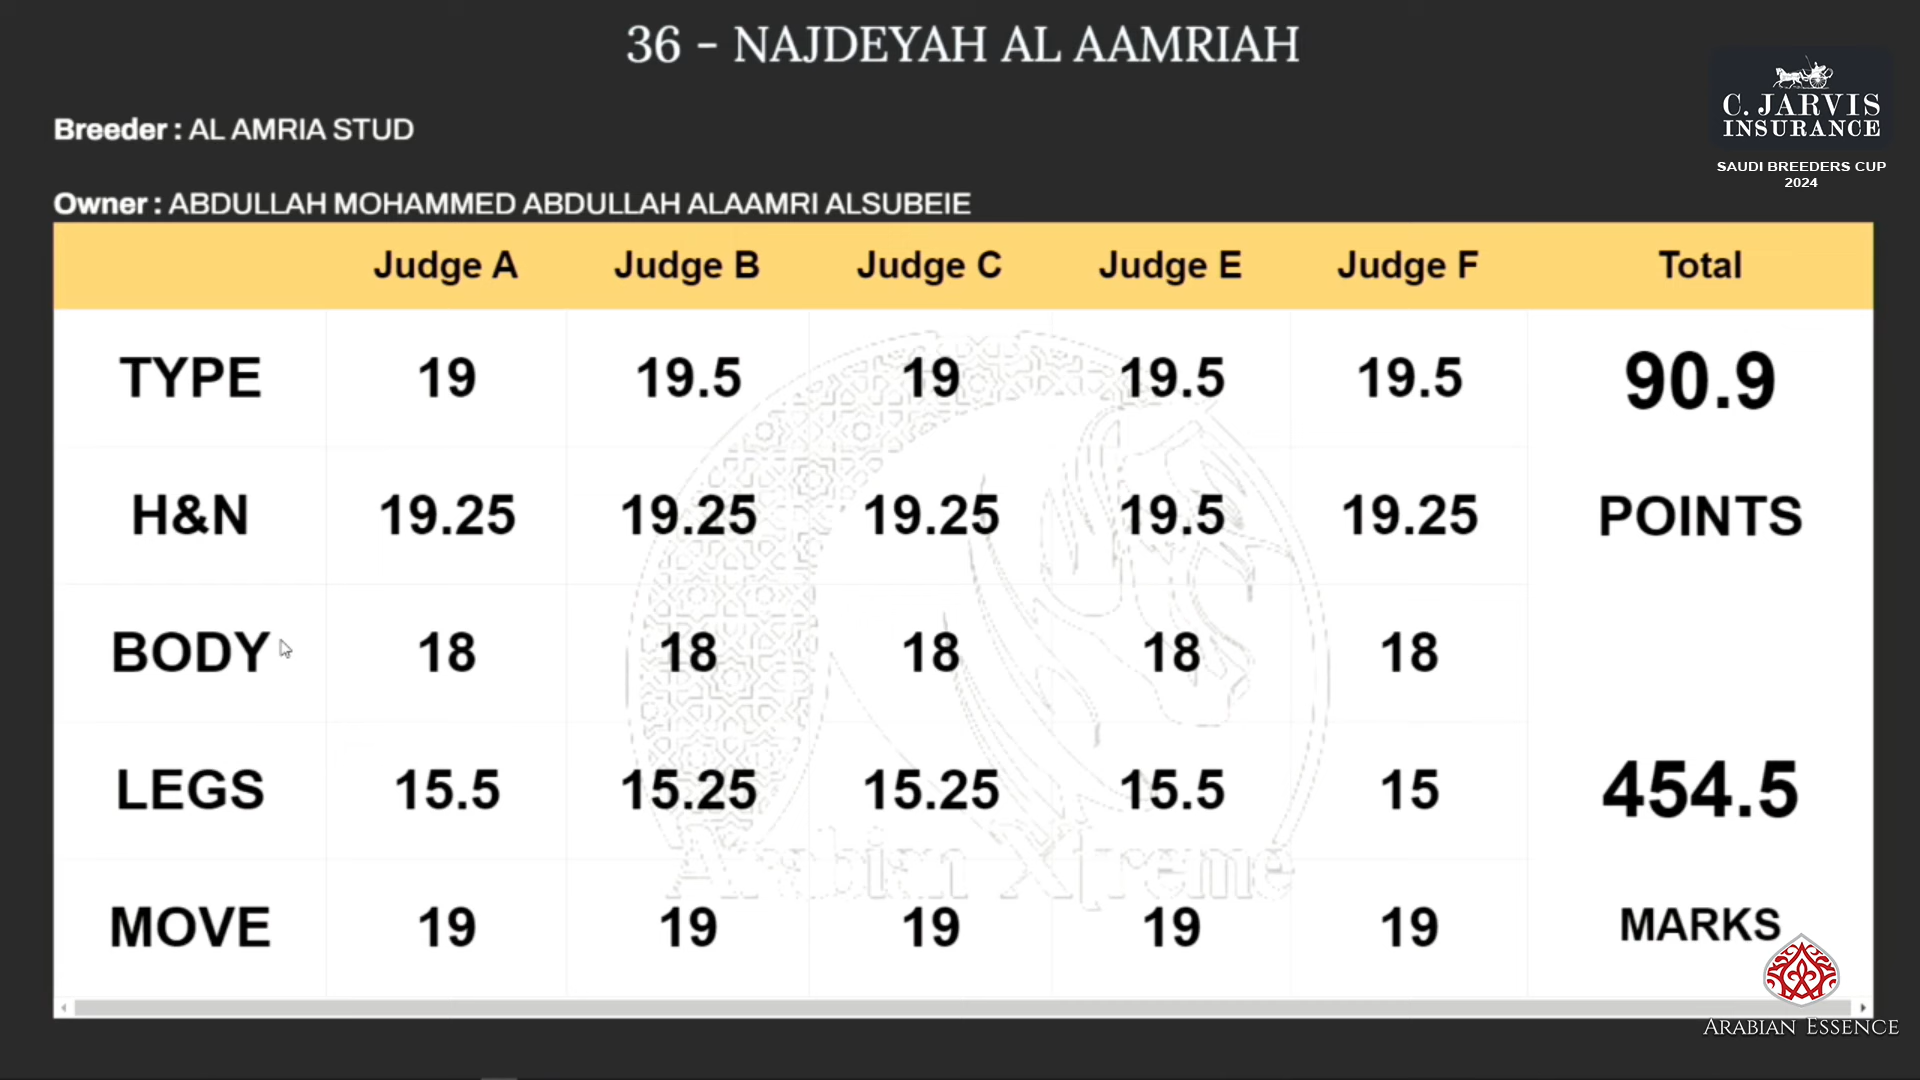 36 - NAJDEYAH AL AAMRIAH
C. JARVIS
INSURANCE
SAUDI BREEDERS CUP
2024
Breeder : AL AMRIA STUD
Owner : ABDULLAH MOHAMMED ABDULLAH ALAAMRI ALSUBEIE
Judge A Judge B Judge C Judge E Judge F Total
TYPE 19 19.5 19 19.5 19.5 90.9
H&N 19.25 19.25 19.25 19.5 19.25 POINTS
BODY 18 18 18 18 18
LEGS 15.5 15.25 15.25 15.5 15 454.5
Arabian Xtreme
MOVE 19 19 19 19 19 MARKS
ARABIAN ESSENCE